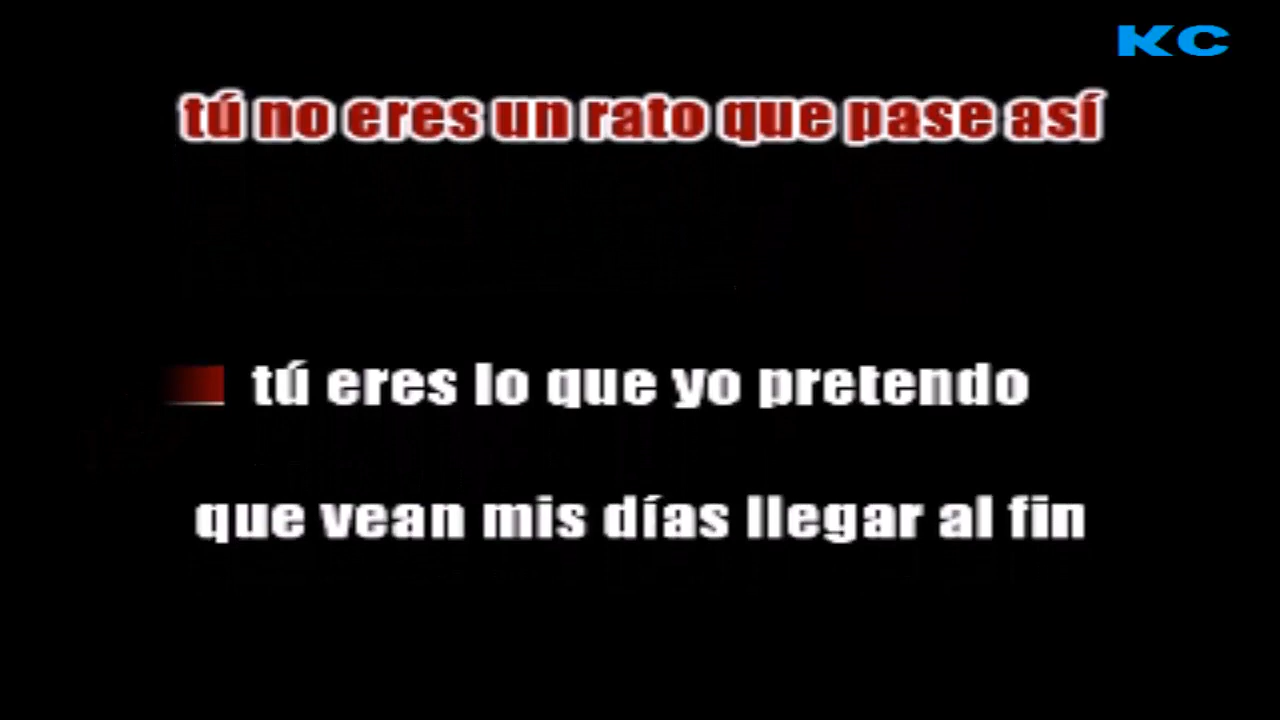 KC
tú no eres un rato que pase así
tú eres lo que yo pretendo
que vean mis días llegar al fin